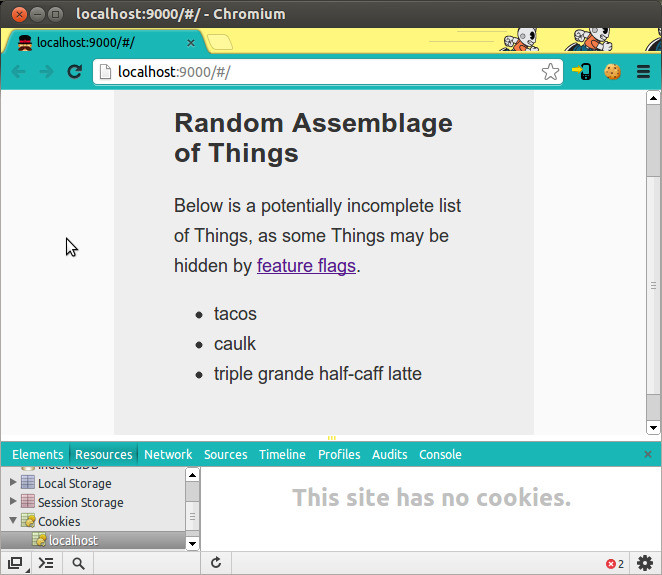 localhost:9000/#/ - Chromium
localhost:9000/#/
localhost:9000/#/
Random Assemblage
of Things
Below is a potentially incomplete list
of Things, as some Things may be
hidden by feature flags.
tacos
caulk
triple grande half-caff latte
Elements Resources Network Sources Timeline Profiles Audits Console
IndexedDB
Local Storage
Session Storage
Cookies
localhost
This site has no cookies.
2